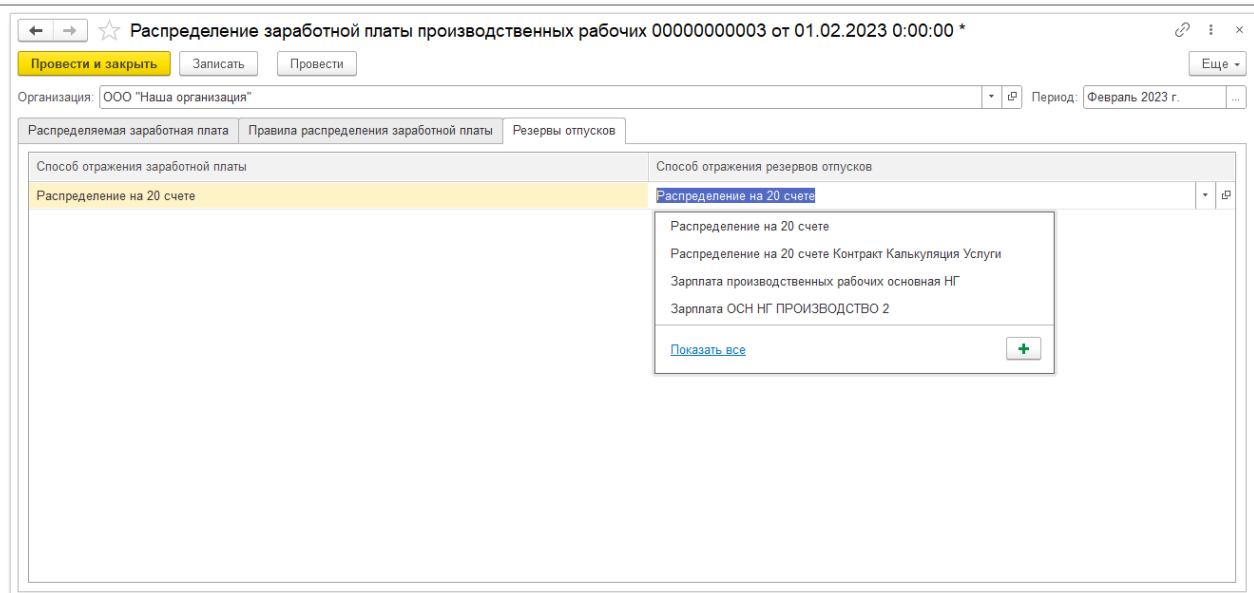 Распределение заработной платы производственных рабочих 00000000003 от 01.02.2023 0:00:00 *
Провести и закрыть Записать Провести Еще
Организация: ООО "Наша организация" Период: Февраль 2023 г. ...
Распределяемая заработная плата Правила распределения заработной платы Резервы отпусков
Способ отражения заработной платы Способ отражения резервов отпусков
Распределение на 20 счете Распределение на 20 счете
Распределение на 20 счете
Распределение на 20 счете Контракт Калькуляция Услуги
Зарплата производственных рабочих основная НГ
Зарплата ОСН НГ ПРОИЗВОДСТВО 2
Показать все